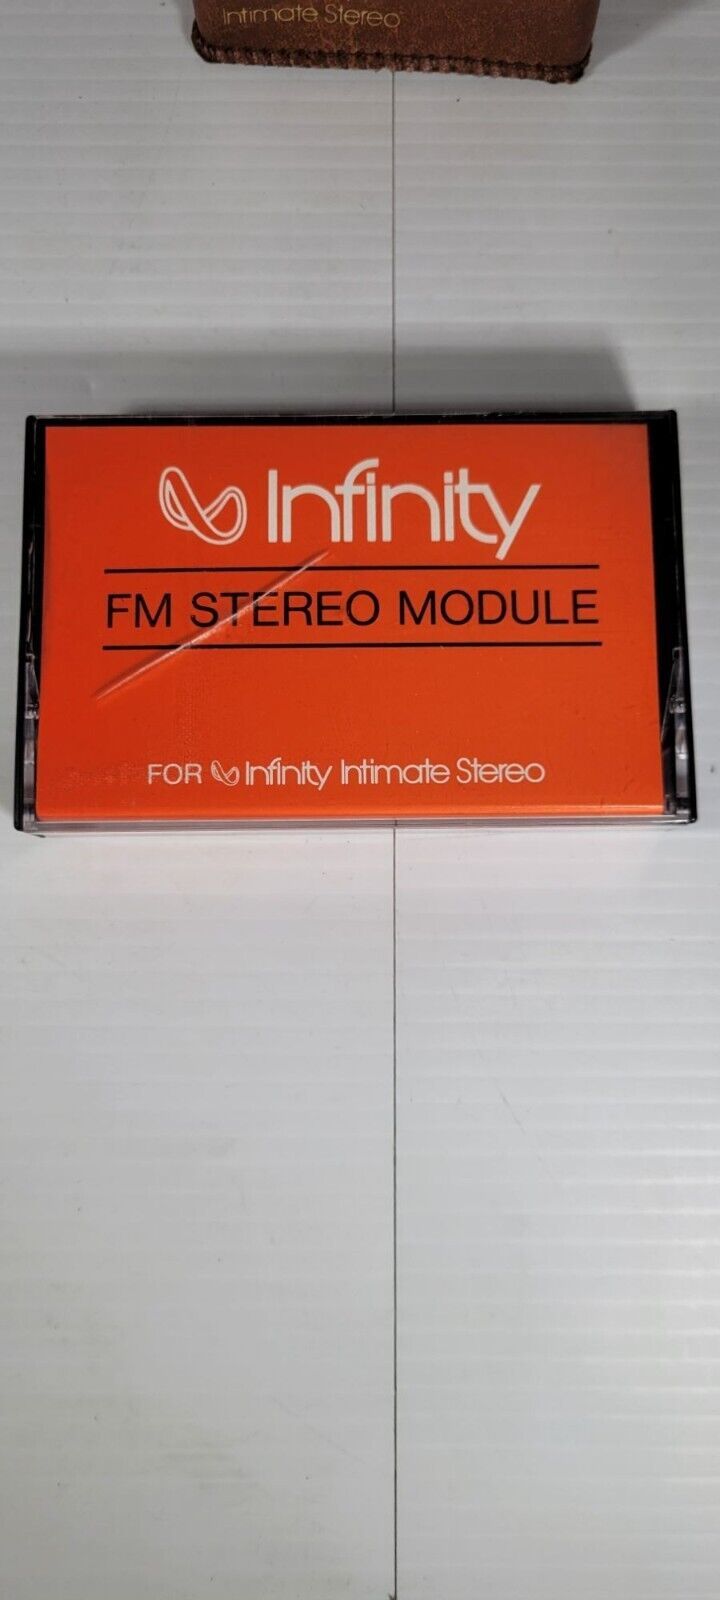 Intimate Stereo
Infinity
FM STEREO MODULE
FOR Infinity Intimate Stereo